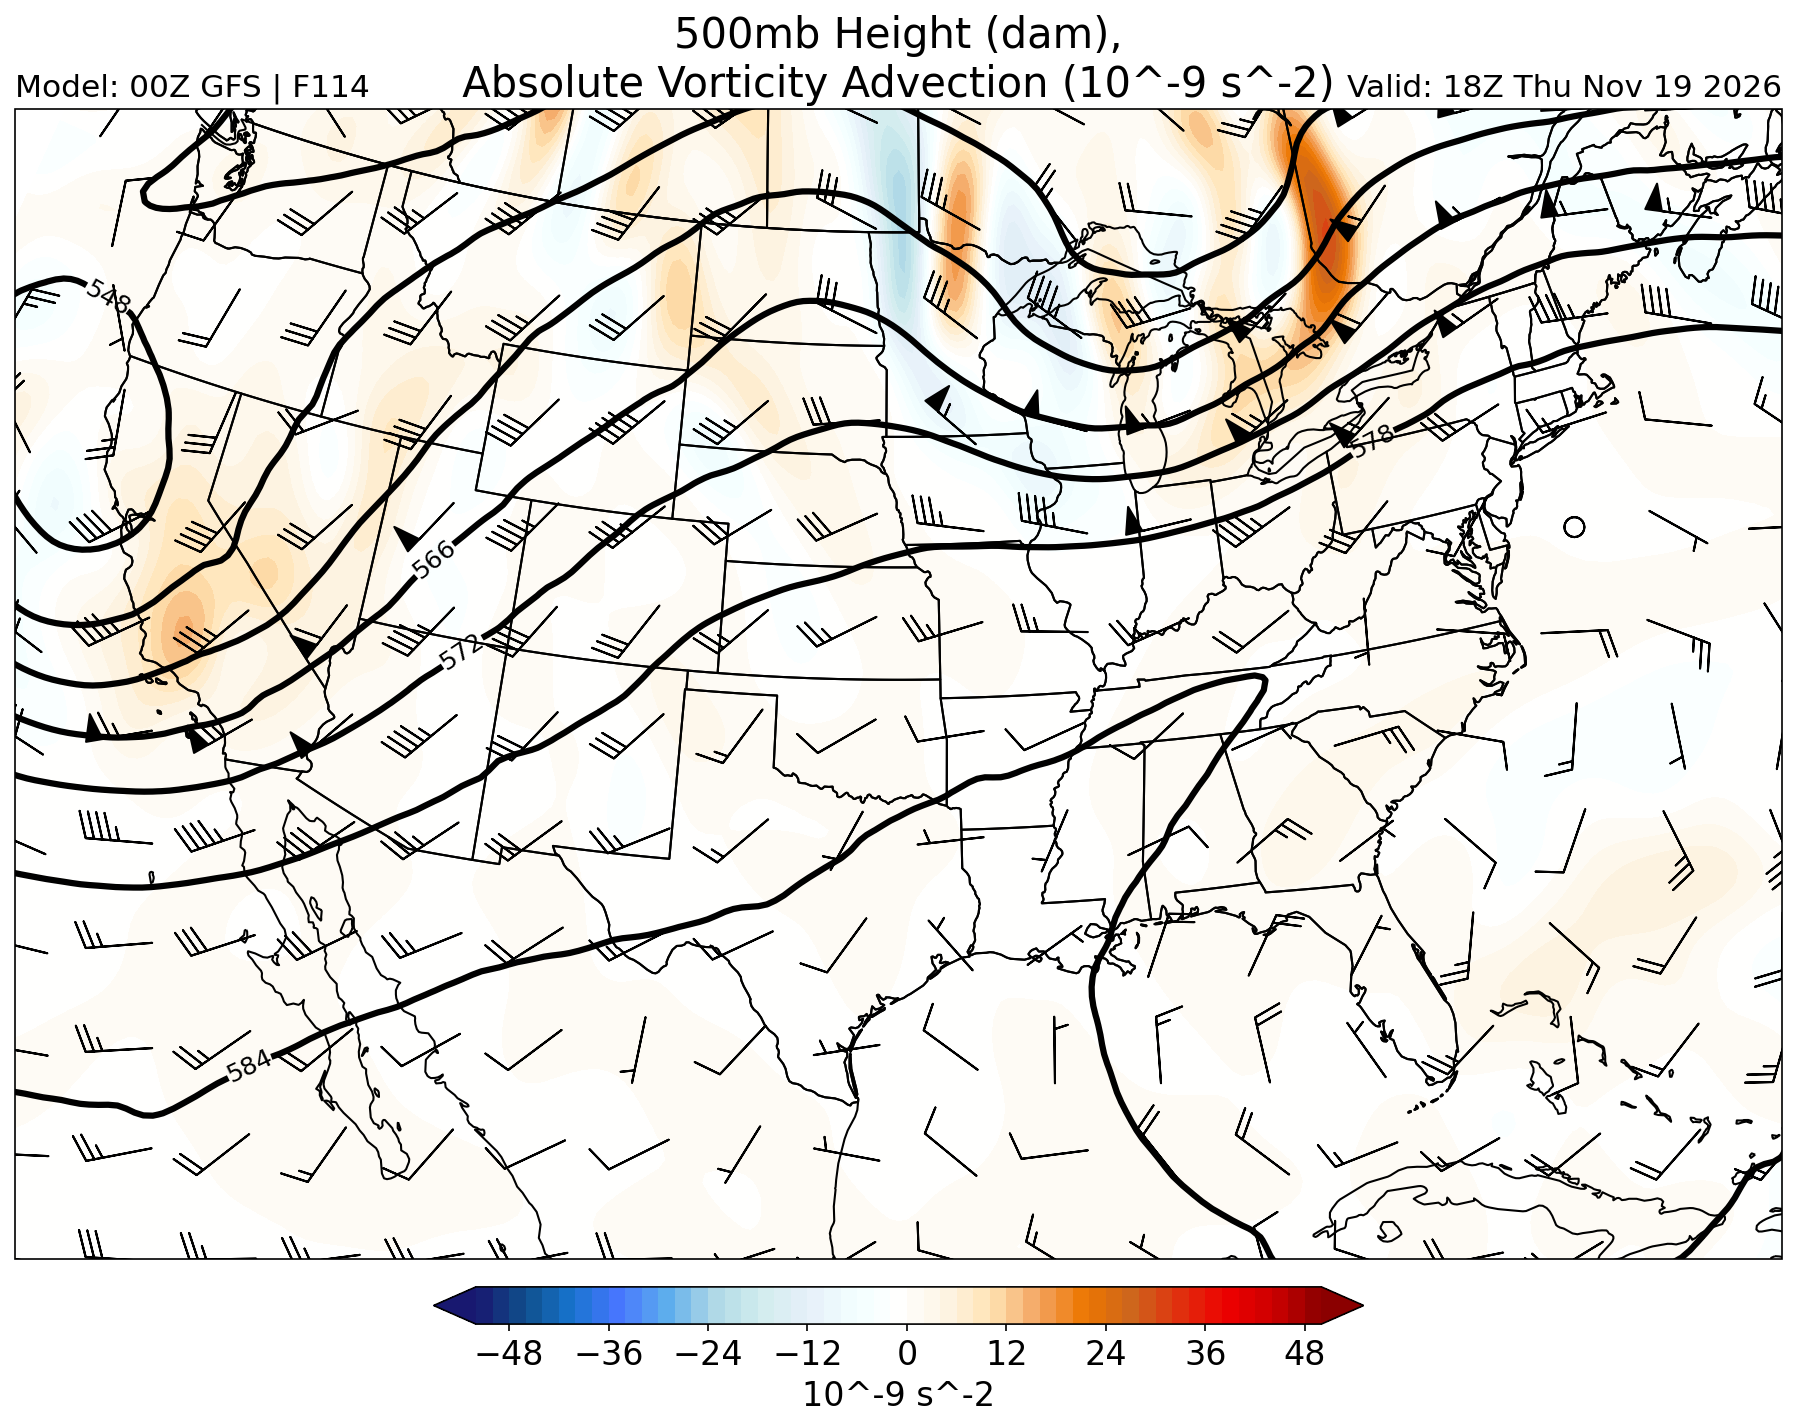 500mb Height (dam),
Model: 00Z GFS | F114 Absolute Vorticity Advection (10^-9 s^-2) Valid: 18Z Thu Nov 19 2026
548
578
566
572
584
−48 −36 −24 −12 0 12 24 36 48
10^-9 s^-2